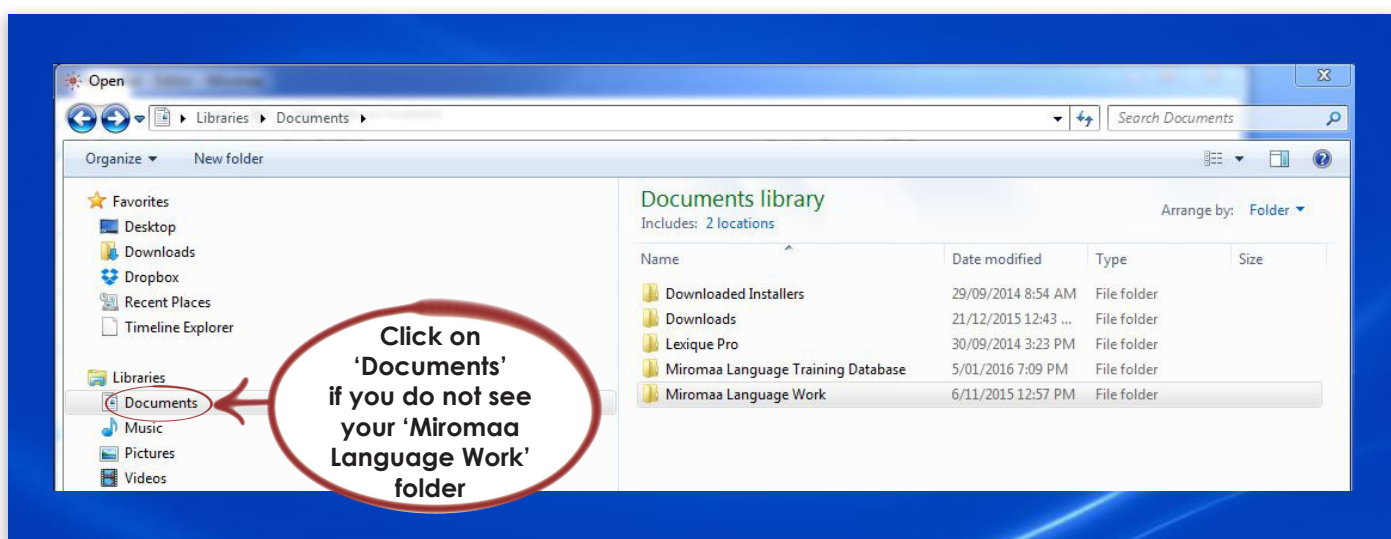 Open
Libraries ▸ Documents ▸
Search Documents
Organize
New folder
Favorites
Desktop
Downloads
Dropbox
Recent Places
Timeline Explorer
Libraries
Documents
Music
Pictures
Videos
Click on
‘Documents’
if you do not see
your ‘Miromaa
Language Work’
folder
Documents library
Includes: 2 locations
Arrange by: Folder
Name Date modified Type Size
Downloaded Installers 29/09/2014 8:54 AM File folder
Downloads 21/12/2015 12:43 ... File folder
Lexique Pro 30/09/2014 3:23 PM File folder
Miromaa Language Training Database 5/01/2016 7:09 PM File folder
Miromaa Language Work 6/11/2015 12:57 PM File folder